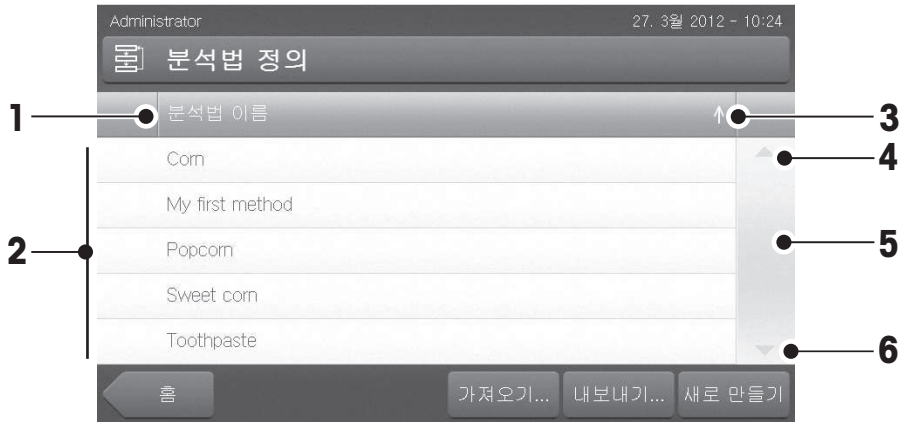 Administrator 27. 3월 2012 - 10:24
분석법 정의
1 분석법 이름 3
4
Corn
My first method
2 Popcorn 5
Sweet corn
Toothpaste 6
홈 가져오기... 내보내기... 새로 만들기